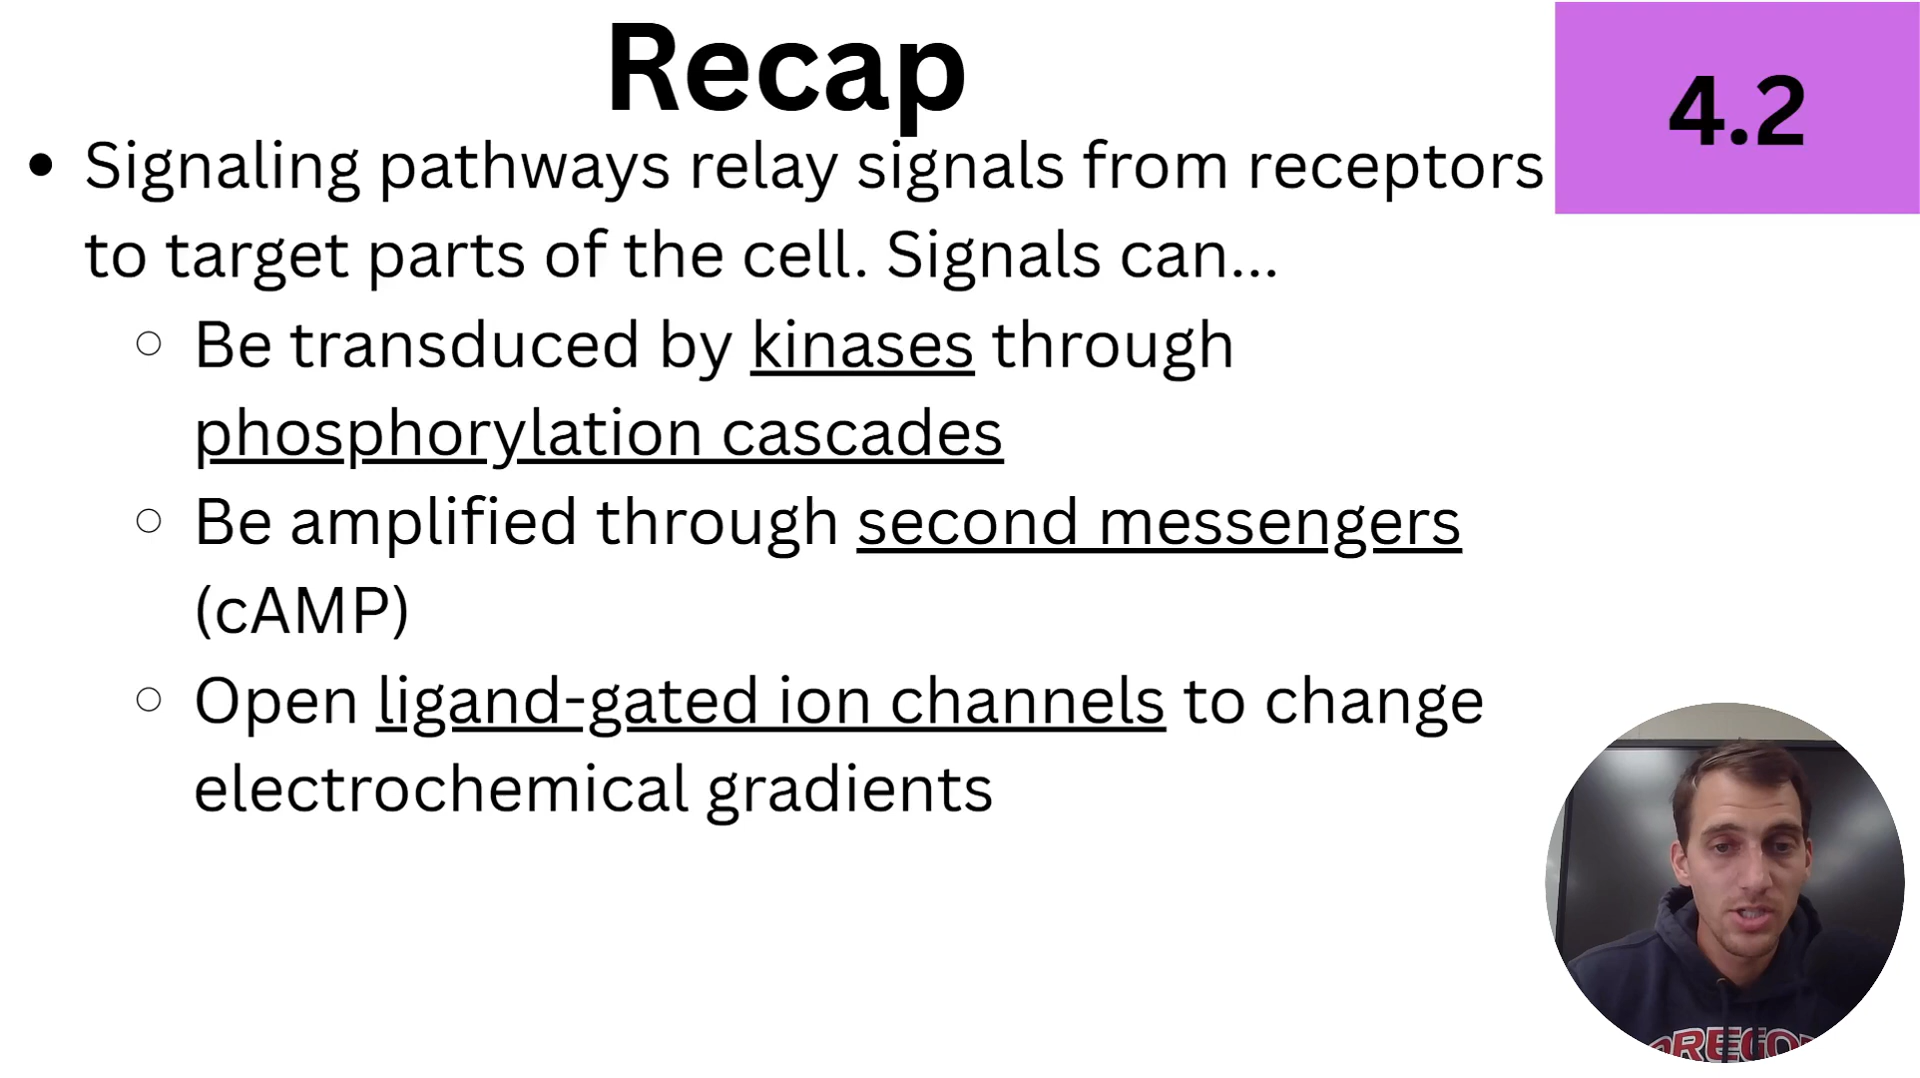 Recap
4.2
• Signaling pathways relay signals from receptors
to target parts of the cell. Signals can...
○ Be transduced by kinases through
phosphorylation cascades
○ Be amplified through second messengers
(cAMP)
○ Open ligand-gated ion channels to change
electrochemical gradients
OREGON